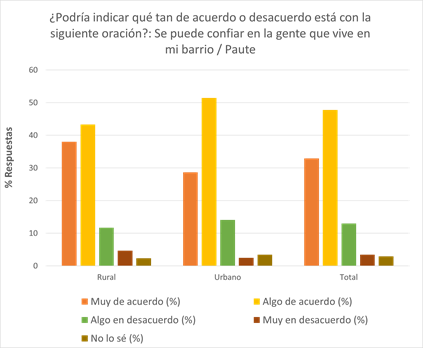 ¿Podría indicar qué tan de acuerdo o desacuerdo está con la
siguiente oración?: Se puede confiar en la gente que vive en
mi barrio / Paute
60
50
40
30
20
10
0
% Respuestas
Rural
Urbano
Total
Muy de acuerdo (%)
Algo de acuerdo (%)
Algo en desacuerdo (%)
Muy en desacuerdo (%)
No lo sé (%)